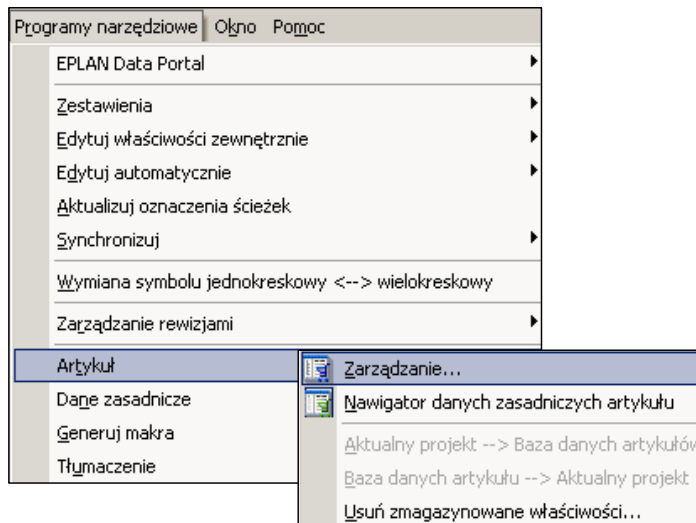 Programy narzędziowe Okno Pomoc
EPLAN Data Portal
Zestawienia
Edytuj właściwości zewnętrznie
Edytuj automatycznie
Aktualizuj oznaczenia ścieżek
Synchronizuj
Wymiana symbolu jednokreskowy <--> wielokreskowy
Zarządzanie rewizjami
Artykuł
Zarządzanie...
Dane zasadnicze
Nawigator danych zasadniczych artykułu
Generuj makra
Aktualny projekt --> Baza danych artykułów
Tłumaczenie
Baza danych artykułu --> Aktualny projekt
Usuń zmagazynowane właściwości...